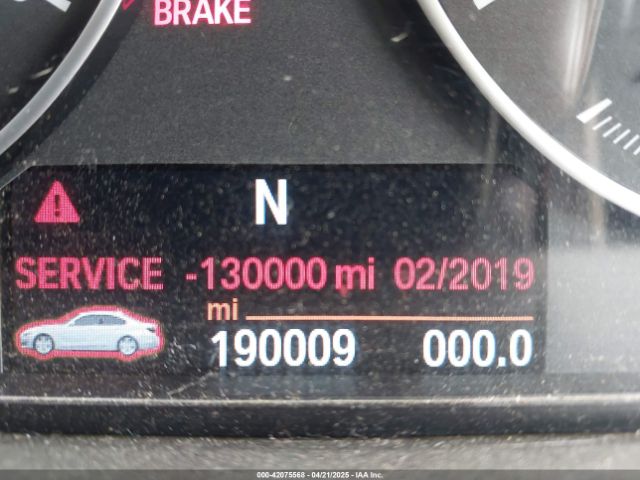 BRAKE
N
SERVICE -130000 mi 02/2019
mi
190009 000.0
000-42075568 - 04/21/2025 - IAA Inc.